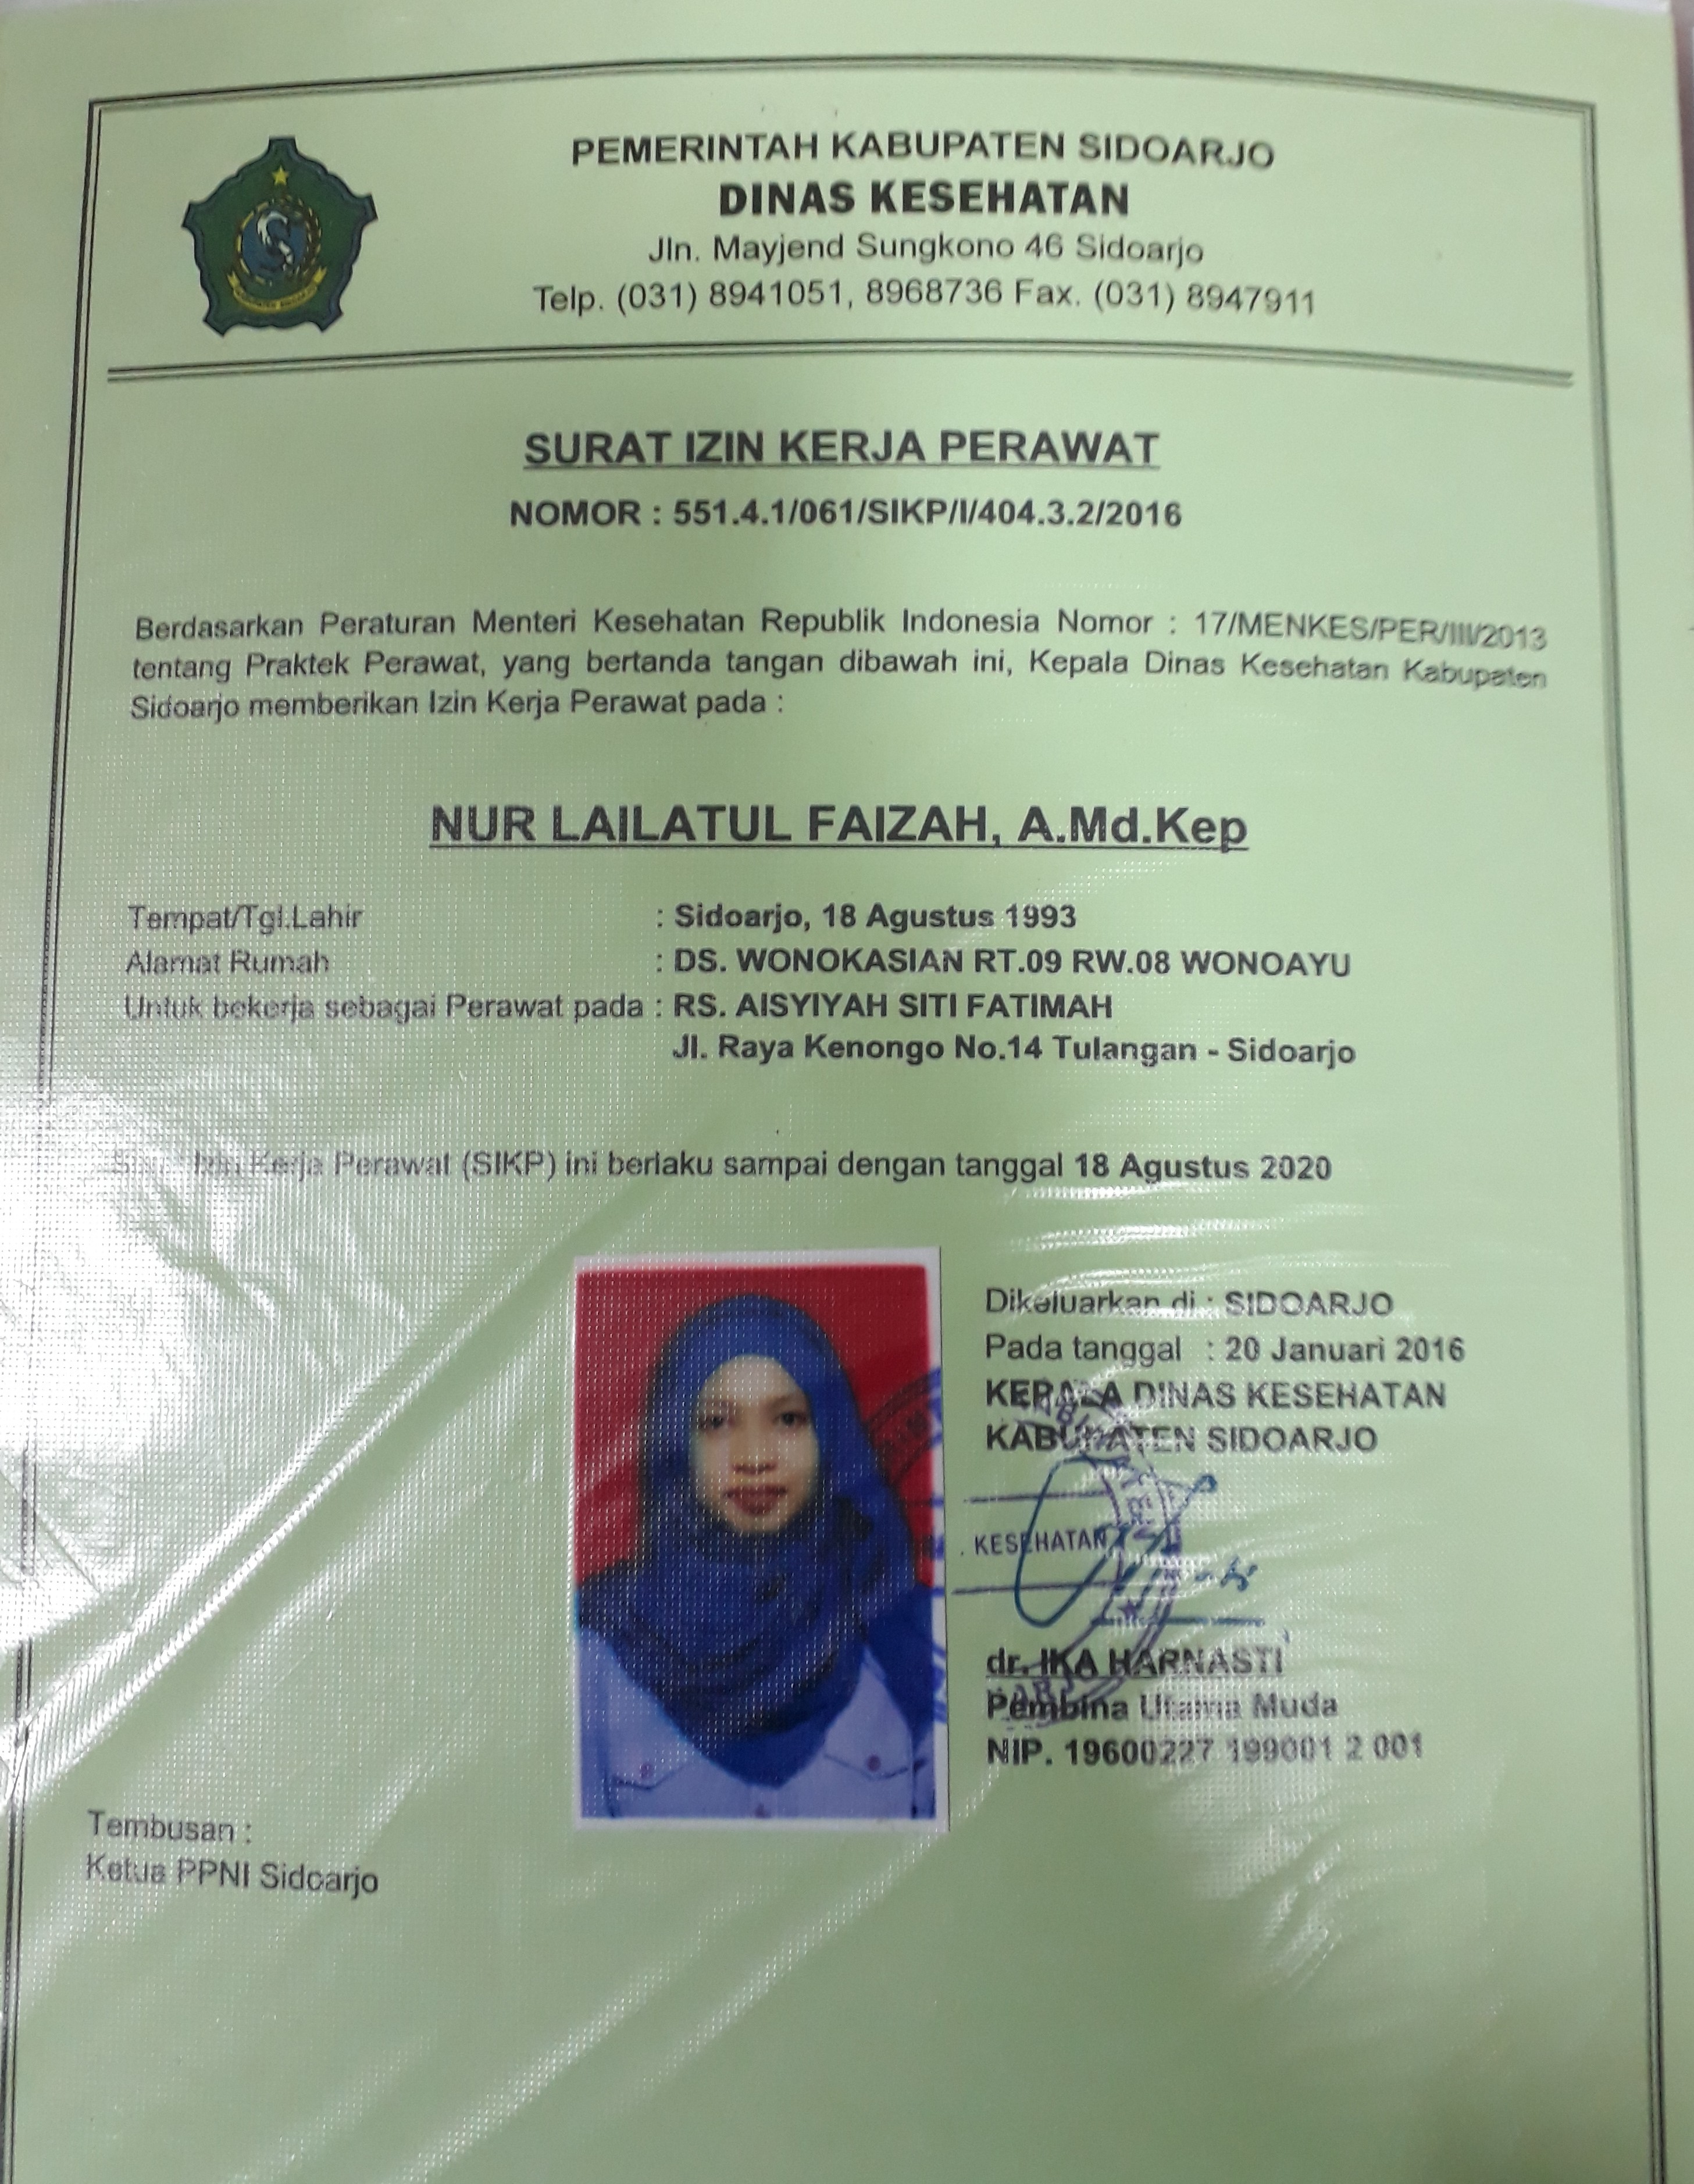 PEMERINTAH KABUPATEN SIDOARJO
DINAS KESEHATAN
Jln. Mayjend Sungkono 46 Sidoarjo
Telp. (031) 8941051, 8968736 Fax. (031) 8947911
SURAT IZIN KERJA PERAWAT
NOMOR : 551.4.1/061/SIKP/I/404.3.2/2016
Berdasarkan Peraturan Menteri Kesehatan Republik Indonesia Nomor : 17/MENKES/PER/III/2013
tentang Praktek Perawat, yang bertanda tangan dibawah ini, Kepala Dinas Kesehatan Kabupaten
Sidoarjo memberikan Izin Kerja Perawat pada :
NUR LAILATUL FAIZAH, A.Md.Kep
Tempat/Tgl.Lahir : Sidoarjo, 18 Agustus 1993
Alamat Rumah : DS. WONOKASIAN RT.09 RW.08 WONOAYU
Untuk bekerja sebagai Perawat pada : RS. AISYIYAH SITI FATIMAH
Jl. Raya Kenongo No.14 Tulangan - Sidoarjo
Izin Kerja Perawat (SIKP) ini berlaku sampai dengan tanggal 18 Agustus 2020
Dikeluarkan di : SIDOARJO
Pada tanggal : 20 Januari 2016
KEPALA DINAS KESEHATAN
KABUPATEN SIDOARJO
KESEHATAN
dr. IKA HARNASTI
Pembina Utama Muda
NIP. 19600227 199001 2 001
Tembusan :
Ketua PPNI Sidoarjo